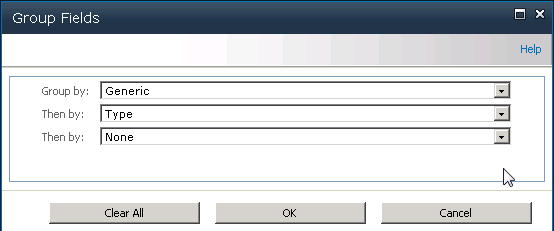 Group Fields
Help
Group by: Generic
Then by: Type
Then by: None
Clear All OK Cancel